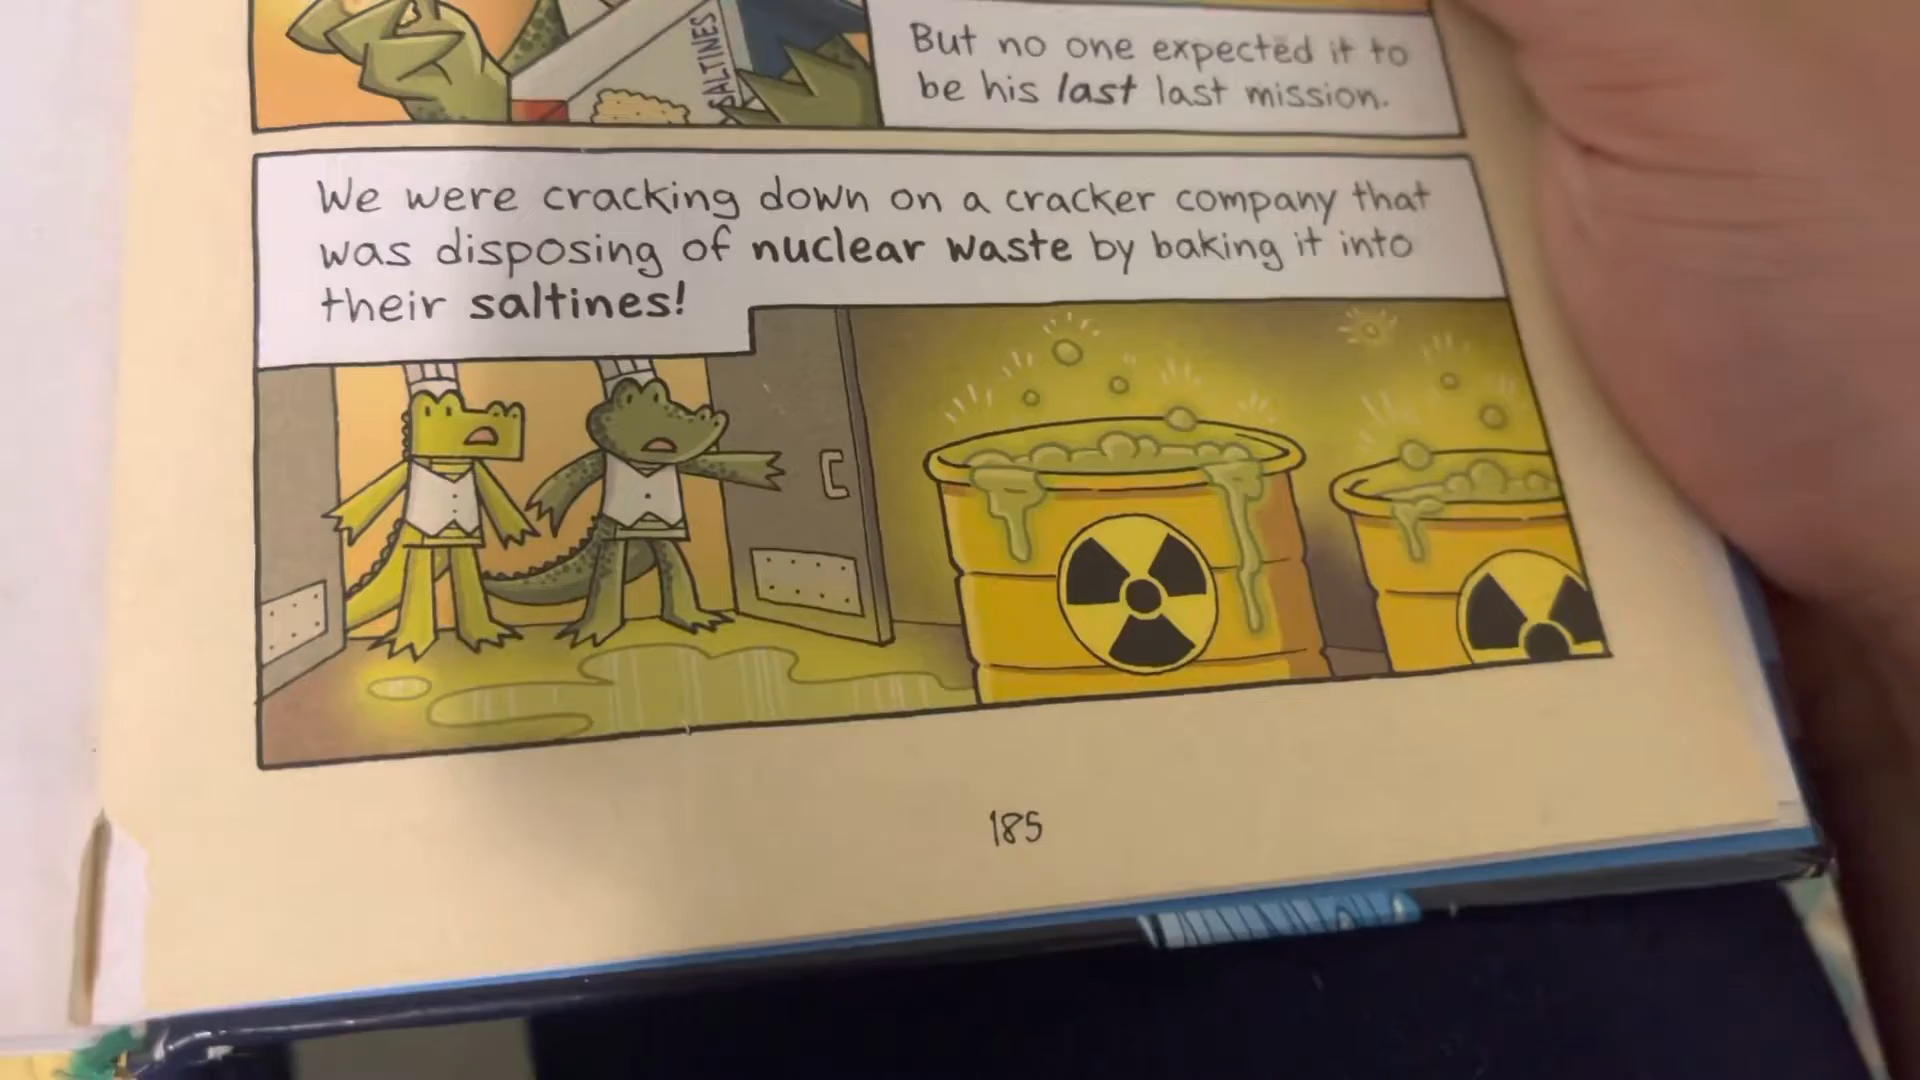 SALTINES
But no one expected it to
be his last last mission.
We were cracking down on a cracker company that
was disposing of nuclear waste by baking it into
their saltines!
185